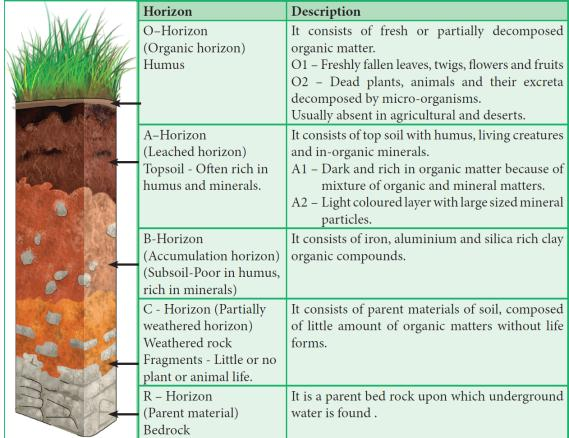 Horizon
Description
O–Horizon
(Organic horizon)
Humus
It consists of fresh or partially decomposed
organic matter.
O1 – Freshly fallen leaves, twigs, flowers and fruits
O2 – Dead plants, animals and their excreta
decomposed by micro-organisms.
Usually absent in agricultural and deserts.
A–Horizon
(Leached horizon)
Topsoil - Often rich in
humus and minerals.
It consists of top soil with humus, living creatures
and in-organic minerals.
A1 – Dark and rich in organic matter because of
mixture of organic and mineral matters.
A2 – Light coloured layer with large sized mineral
particles.
B-Horizon
(Accumulation horizon)
(Subsoil-Poor in humus,
rich in minerals)
It consists of iron, aluminium and silica rich clay
organic compounds.
C - Horizon (Partially
weathered horizon)
Weathered rock
Fragments - Little or no
plant or animal life.
It consists of parent materials of soil, composed
of little amount of organic matters without life
forms.
R – Horizon
(Parent material)
Bedrock
It is a parent bed rock upon which underground
water is found .